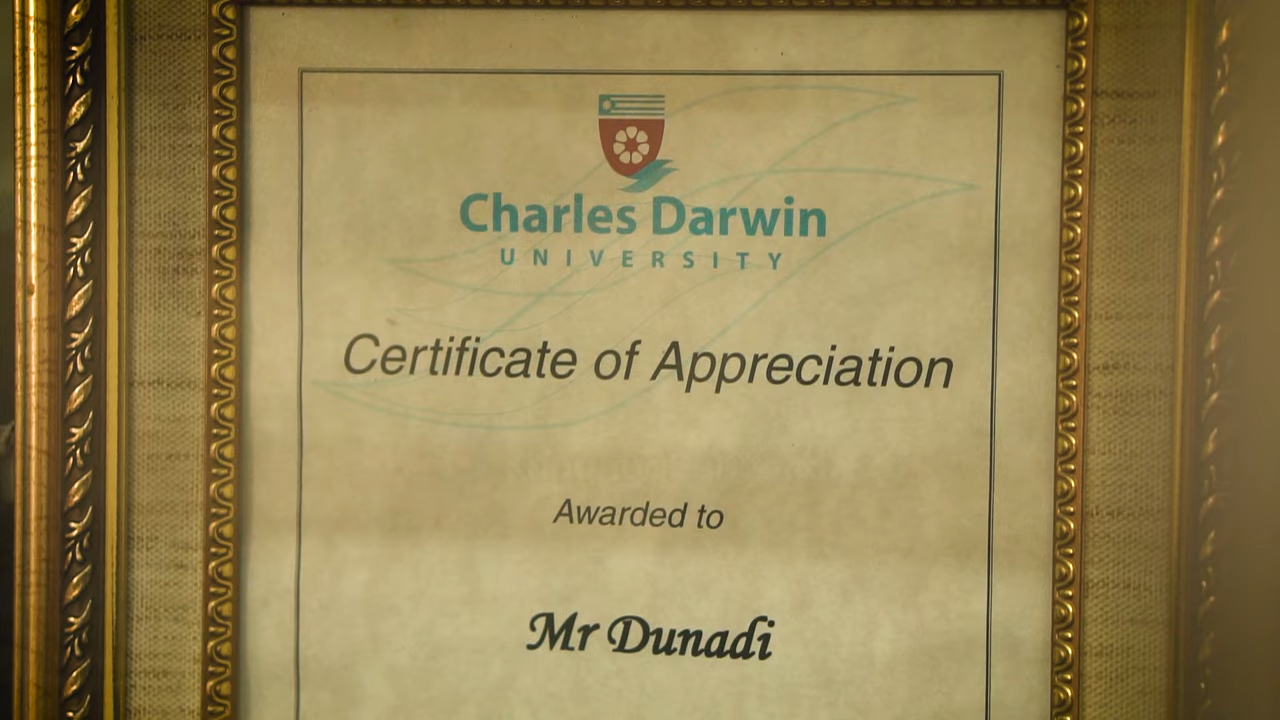 Charles Darwin
UNIVERSITY
Certificate of Appreciation
Awarded to
Mr Dunadi